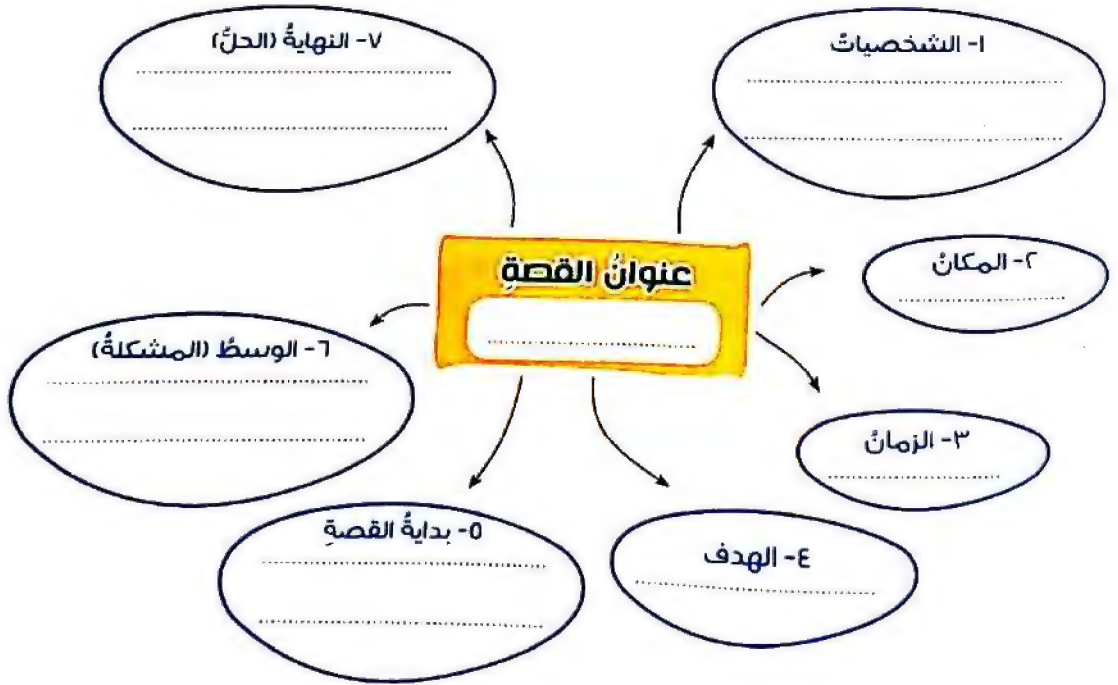 عنوانُ القصةِ
١- الشخصياتُ
٢- المكانُ
٣- الزمانُ
٤- الهدف
٥- بدايةُ القصةِ
٦- الوسطُ (المشكلةُ)
٧- النهايةُ (الحلُّ)